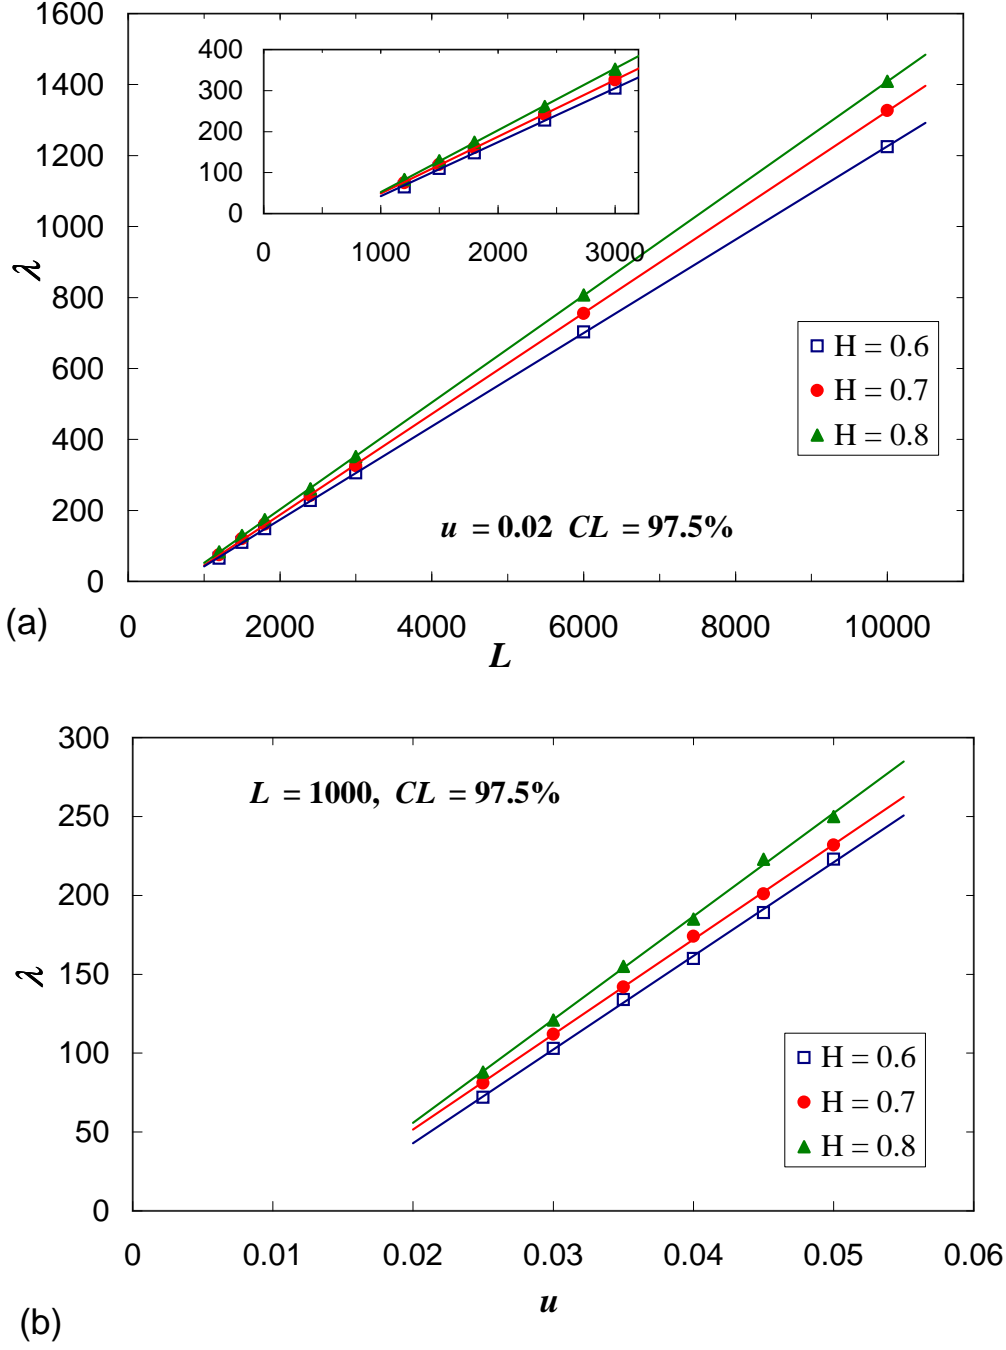 1600
1400
1200
1000
800
600
400
200
0
λ
400
300
200
100
0
0 1000 2000 3000
H = 0.6
H = 0.7
H = 0.8
u = 0.02 CL = 97.5%
(a)
0 2000 4000 6000 8000 10000
L
300
250
200
150
100
50
0
λ
L = 1000, CL = 97.5%
H = 0.6
H = 0.7
H = 0.8
0 0.01 0.02 0.03 0.04 0.05 0.06
u
(b)